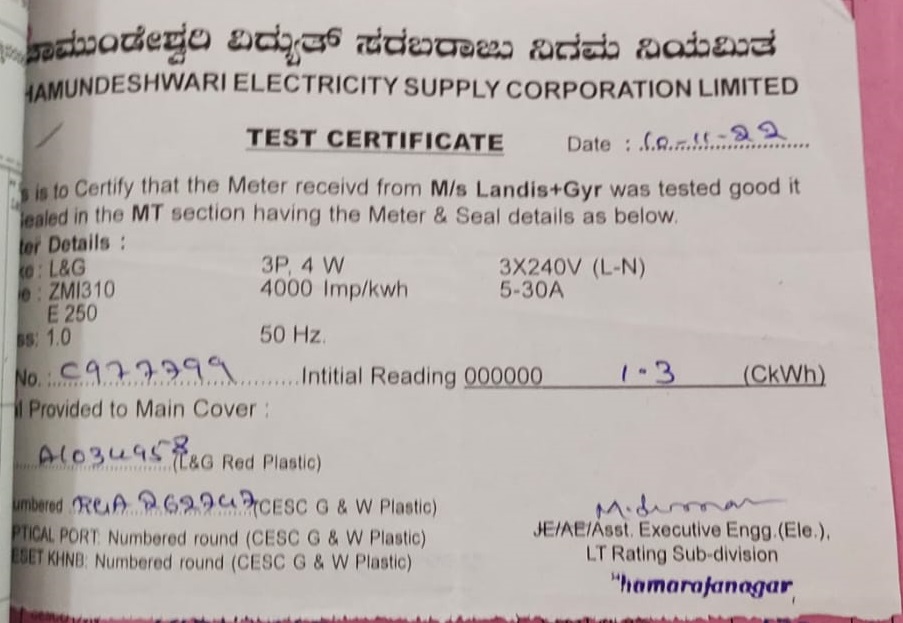 ಚಾಮುಂಡೇಶ್ವರಿ ವಿದ್ಯುತ್ ಸರಬರಾಜು ನಿಗಮ ನಿಯಮಿತ
HAMUNDESHWARI ELECTRICITY SUPPLY CORPORATION LIMITED
TEST CERTIFICATE Date : 10-11-22
s is to Certify that the Meter receivd from M/s Landis+Gyr was tested good it
ealed in the MT section having the Meter & Seal details as below.
ter Details :
ke : L&G 3P, 4 W 3X240V (L-N)
e : ZMI310 4000 Imp/kwh 5-30A
E 250
ss: 1.0 50 Hz.
No. : C977799 Intitial Reading 000000 1.3 (CkWh)
l Provided to Main Cover :
A1034958 (L&G Red Plastic)
umbered 262747 (CESC G & W Plastic)
PTICAL PORT: Numbered round (CESC G & W Plastic)
ESET KHNB: Numbered round (CESC G & W Plastic)
JE/AE/Asst. Executive Engg.(Ele.),
LT Rating Sub-division
hamarajanagar